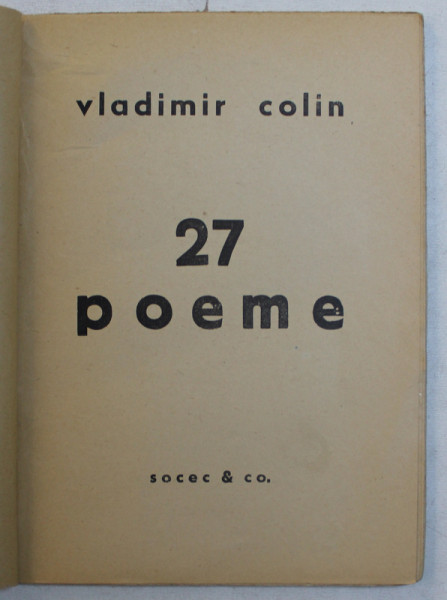 vladimir colin
27
poeme
socec & co.